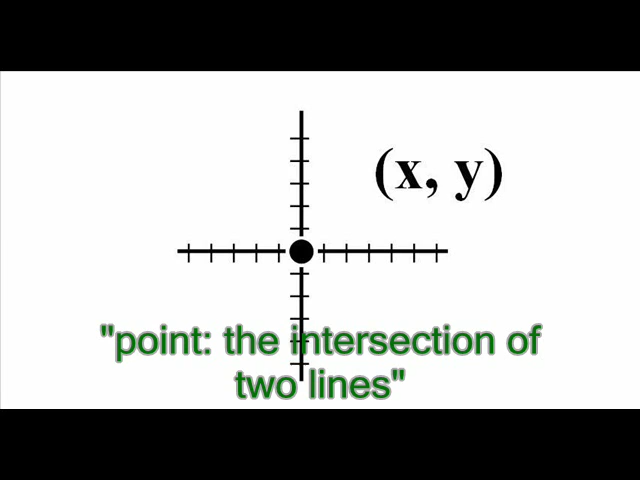 (x, y)
"point: the intersection of
two lines"